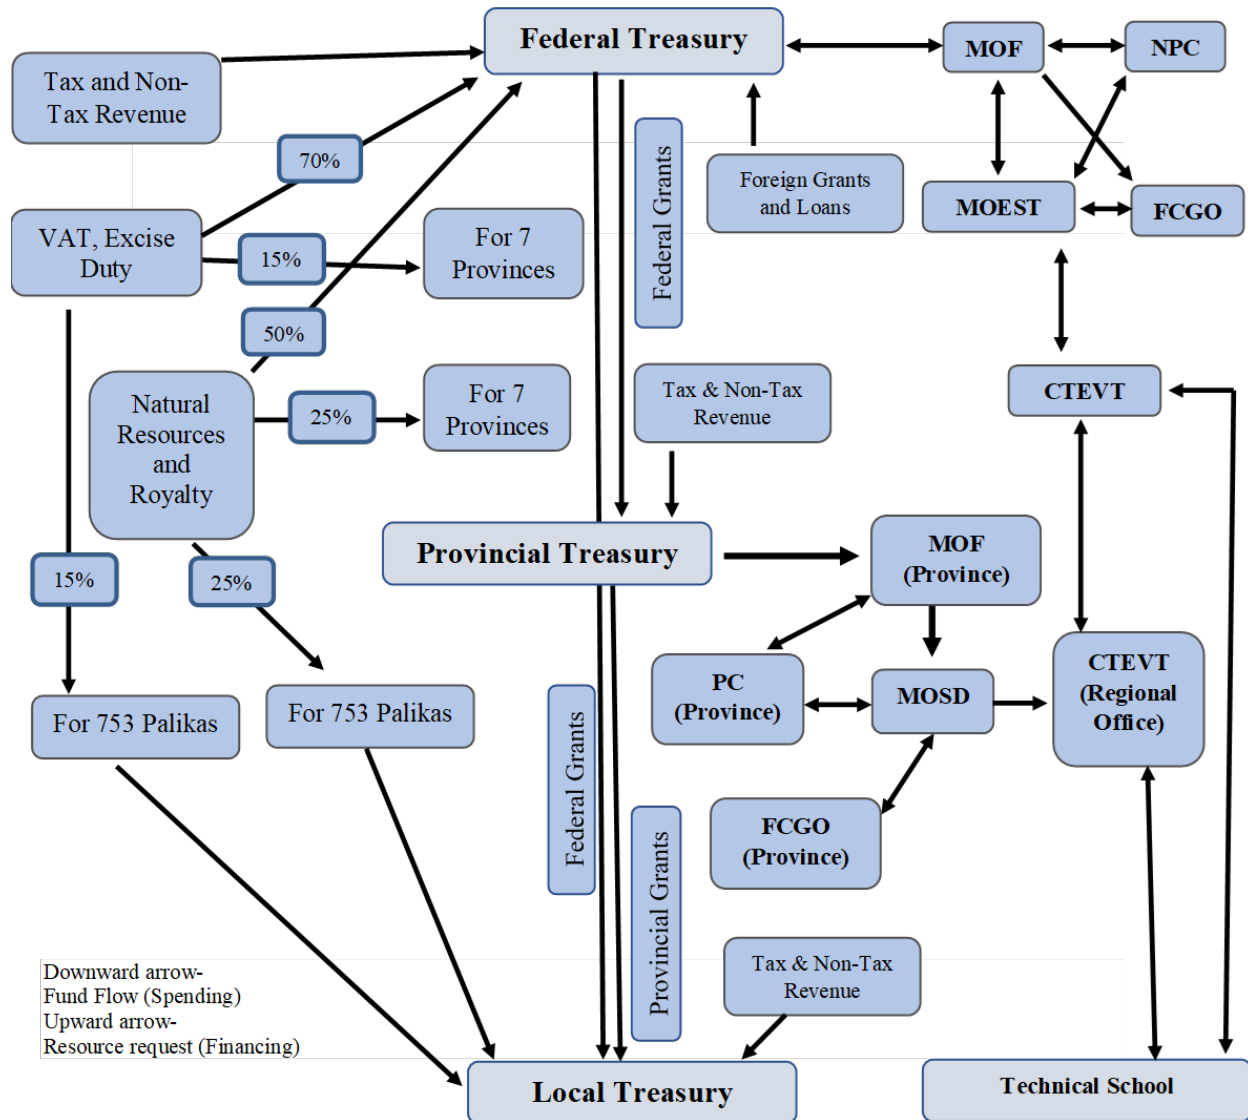 Federal Treasury
MOF
NPC
Tax and Non-
Tax Revenue
70%
Federal Grants
Foreign Grants
and Loans
MOEST
FCGO
VAT, Excise
Duty
15%
For 7
Provinces
50%
Natural
Resources
and
Royalty
25%
For 7
Provinces
Tax & Non-Tax
Revenue
CTEVT
Provincial Treasury
MOF
(Province)
15%
25%
PC
(Province)
MOSD
CTEVT
(Regional
Office)
For 753 Palikas
For 753 Palikas
Federal Grants
FCGO
(Province)
Provincial Grants
Tax & Non-Tax
Revenue
Downward arrow-
Fund Flow (Spending)
Upward arrow-
Resource request (Financing)
Local Treasury
Technical School